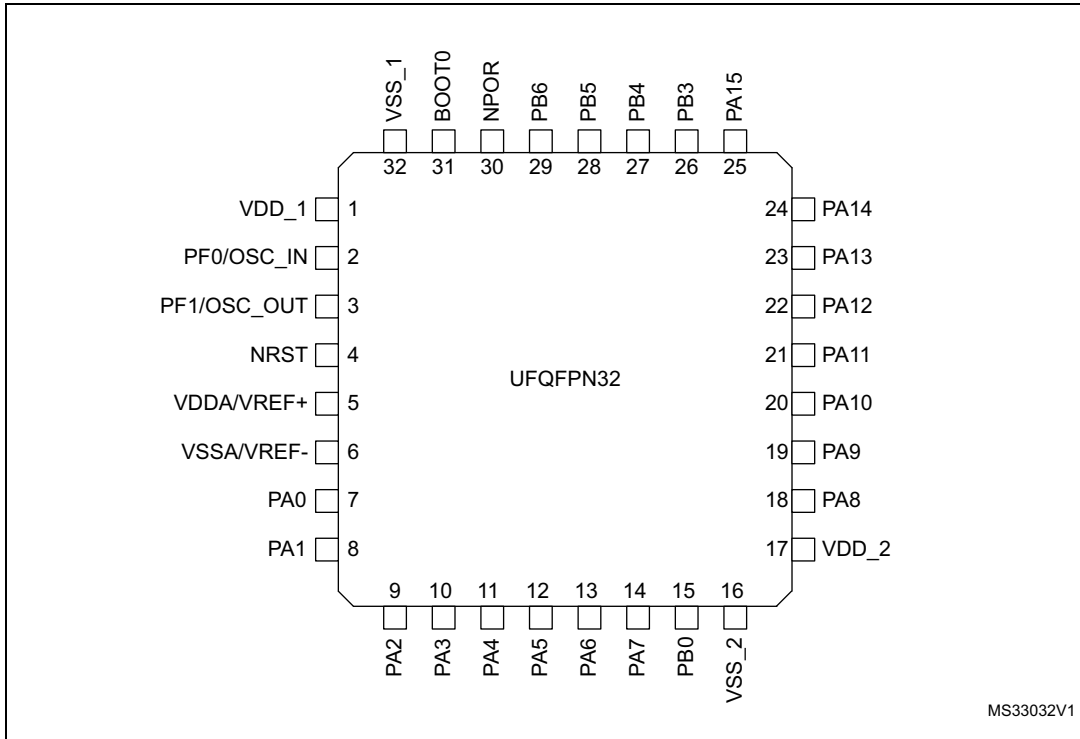 VSS_1
BOOT0
NPOR
PB6
PB5
PB4
PB3
PA15
32 31 30 29 28 27 26 25
VDD_1 1
PF0/OSC_IN 2
PF1/OSC_OUT 3
NRST 4
VDDA/VREF+ 5
VSSA/VREF- 6
PA0 7
PA1 8
UFQFPN32
24 PA14
23 PA13
22 PA12
21 PA11
20 PA10
19 PA9
18 PA8
17 VDD_2
9 10 11 12 13 14 15 16
PA2
PA3
PA4
PA5
PA6
PA7
PB0
VSS_2
MS33032V1